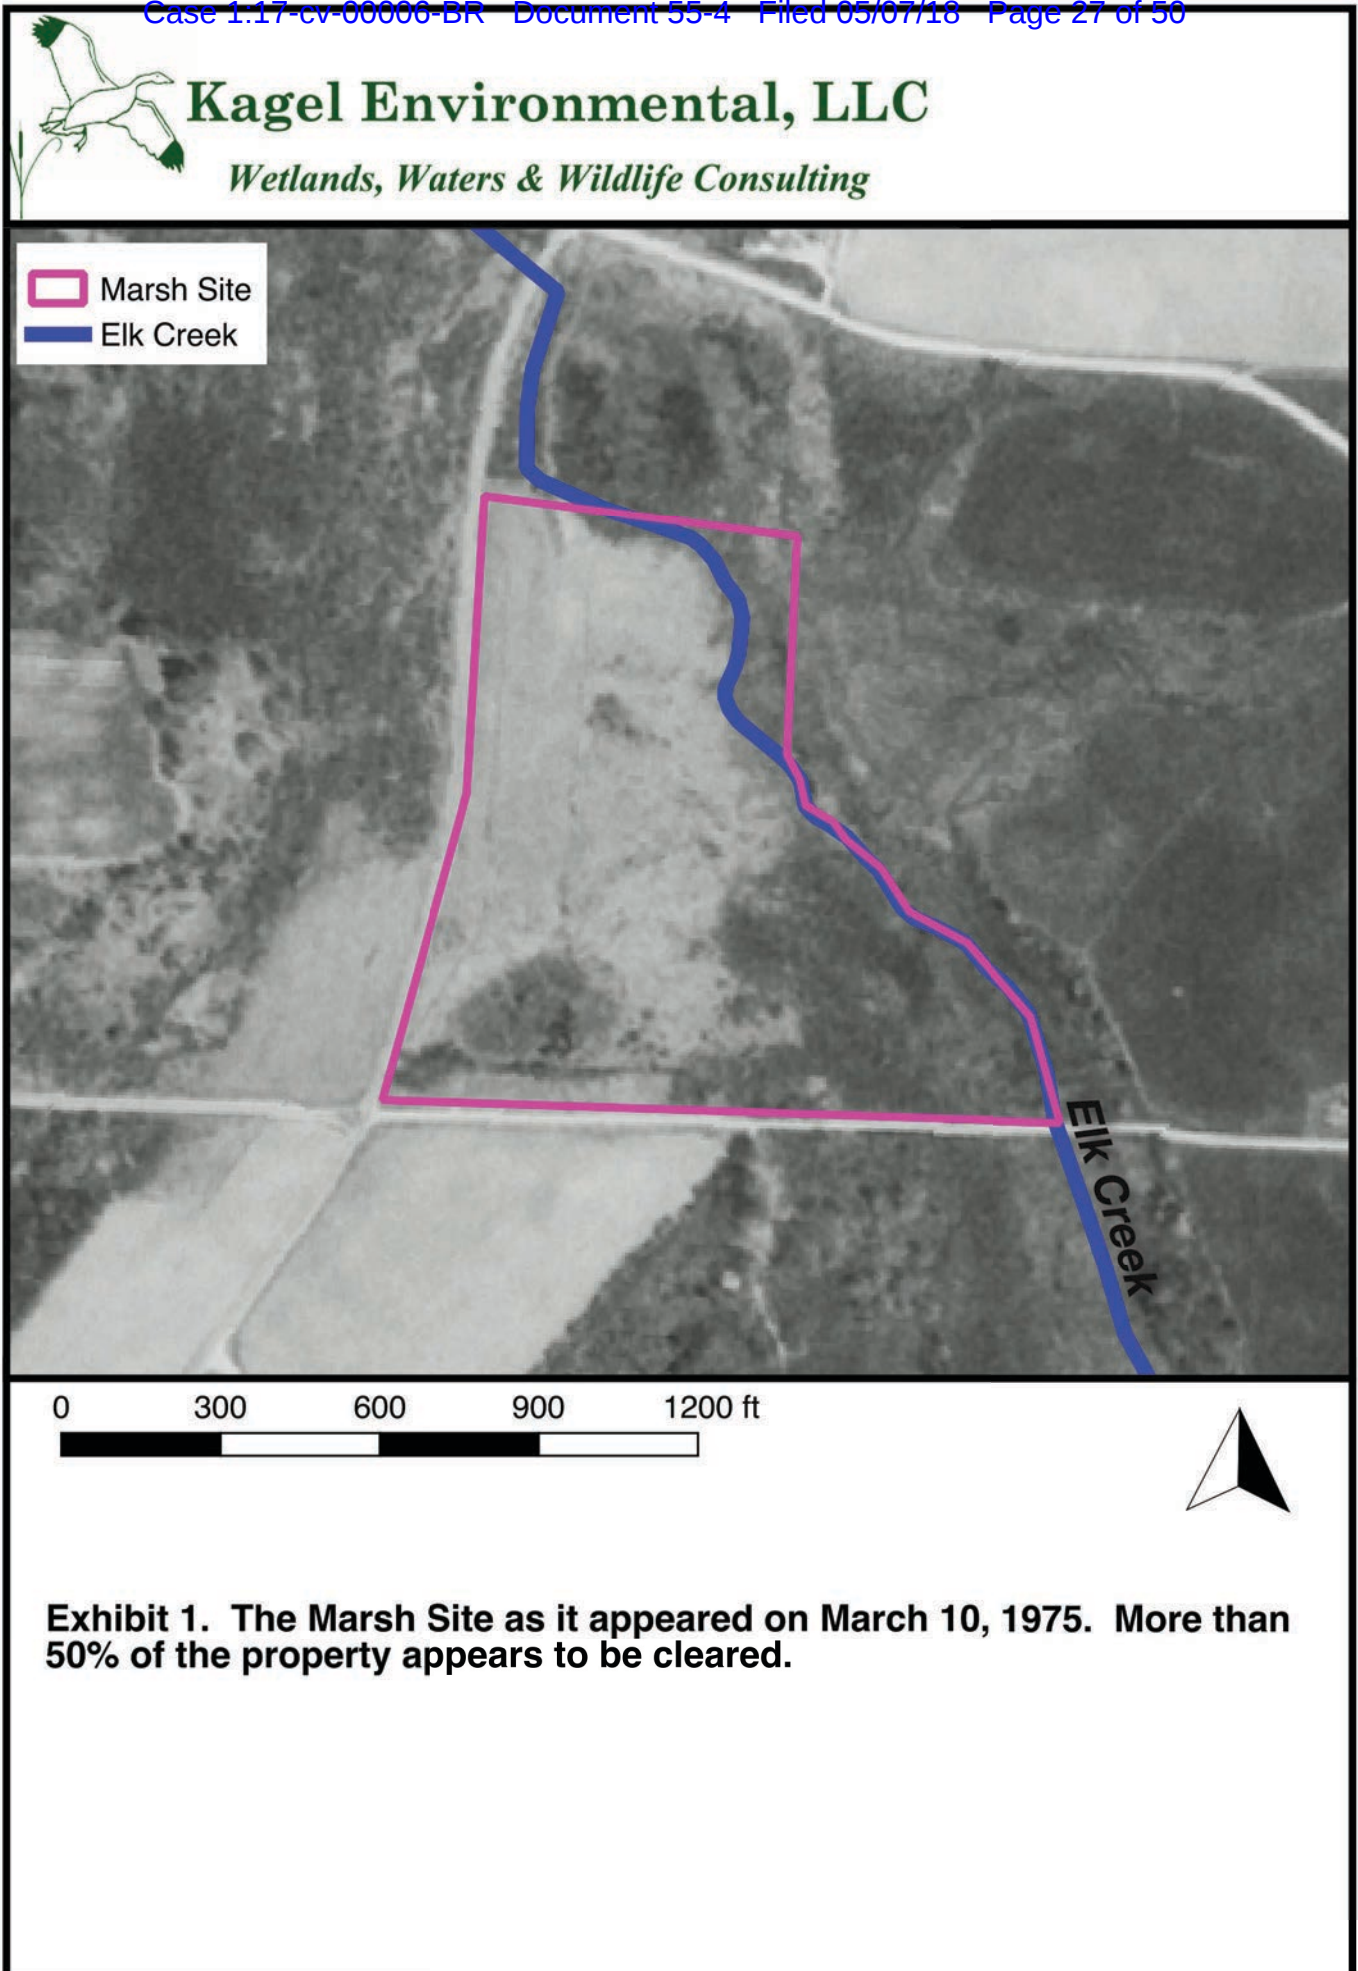 Case 1:17-cv-00006-BR Document 55-4 Filed 05/07/18 Page 27 of 50
Kagel Environmental, LLC
Wetlands, Waters & Wildlife Consulting
Marsh Site
Elk Creek
Elk Creek
0 300 600 900 1200 ft
Exhibit 1. The Marsh Site as it appeared on March 10, 1975. More than
50% of the property appears to be cleared.